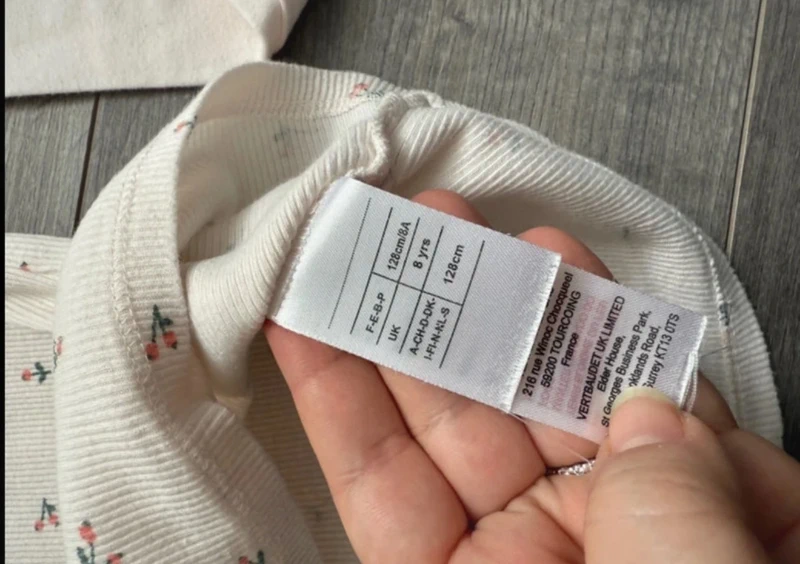 F-E-B-P 128cm/8A
UK 8 yrs
A-CH-D-DK- 128cm
I-FI-N-NL-S
216 rue Winoc Chocqueel
59200 TOURCOING
France
VERTBAUDET UK LIMITED
Elder House,
St Georges Business Park,
Road,
Surrey KT13 0TS